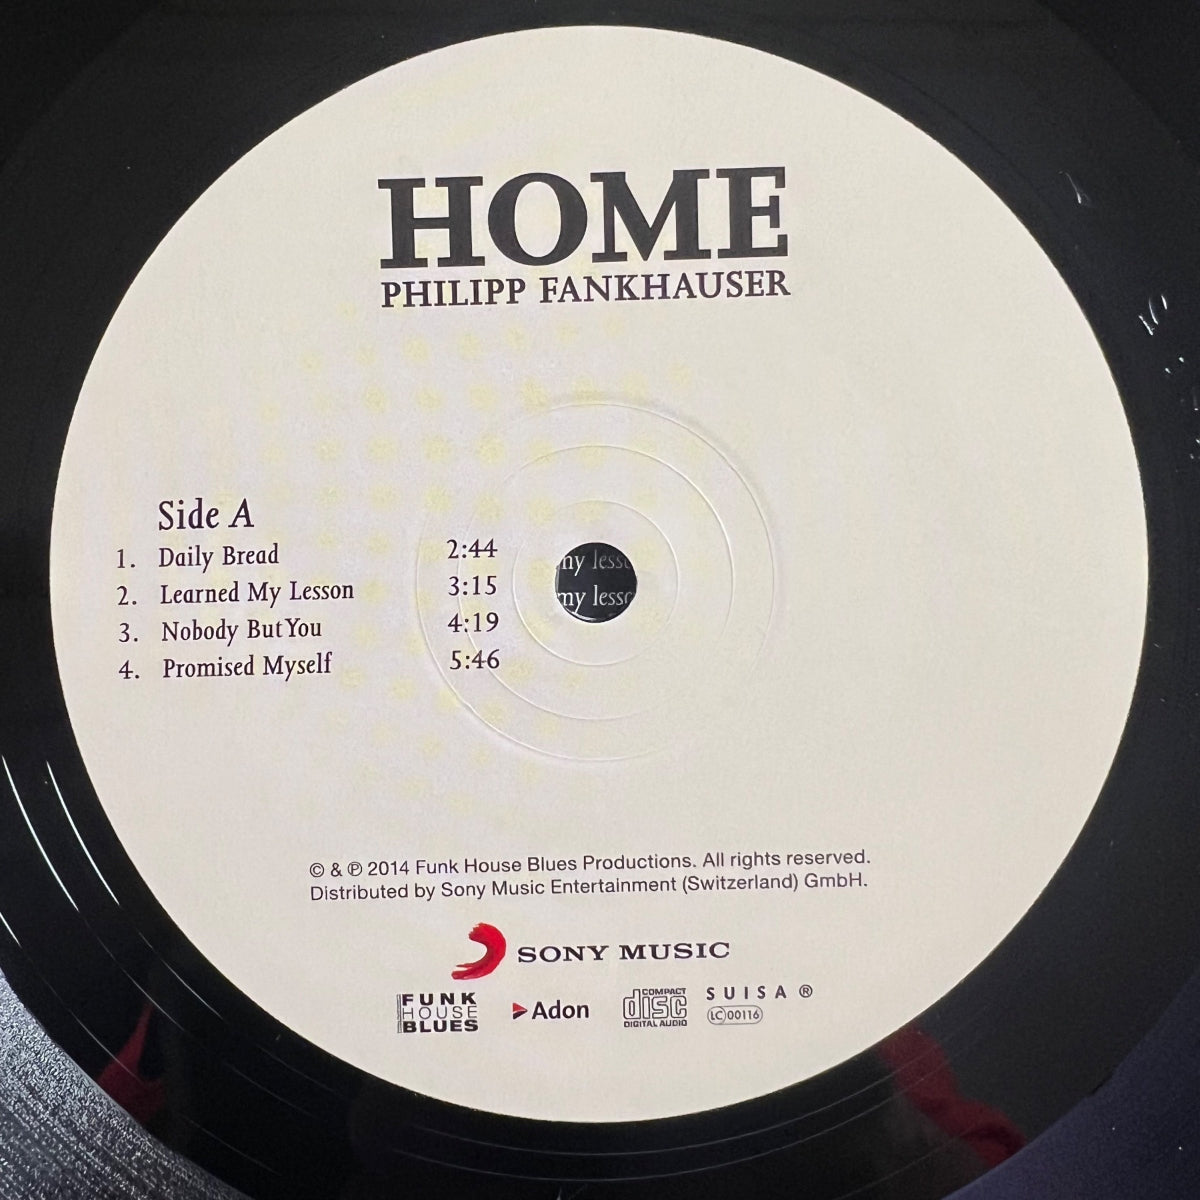 HOME
PHILIPP FANKHAUSER
Side A
1. Daily Bread 2:44
2. Learned My Lesson 3:15
3. Nobody But You 4:19
4. Promised Myself 5:46
my
my
© & ℗ 2014 Funk House Blues Productions. All rights reserved.
Distributed by Sony Music Entertainment (Switzerland) GmbH.
SONY MUSIC
FUNK
HOUSE
BLUES
Adon
COMPACT
disc
DIGITAL AUDIO
SUISA ®
LC 00116